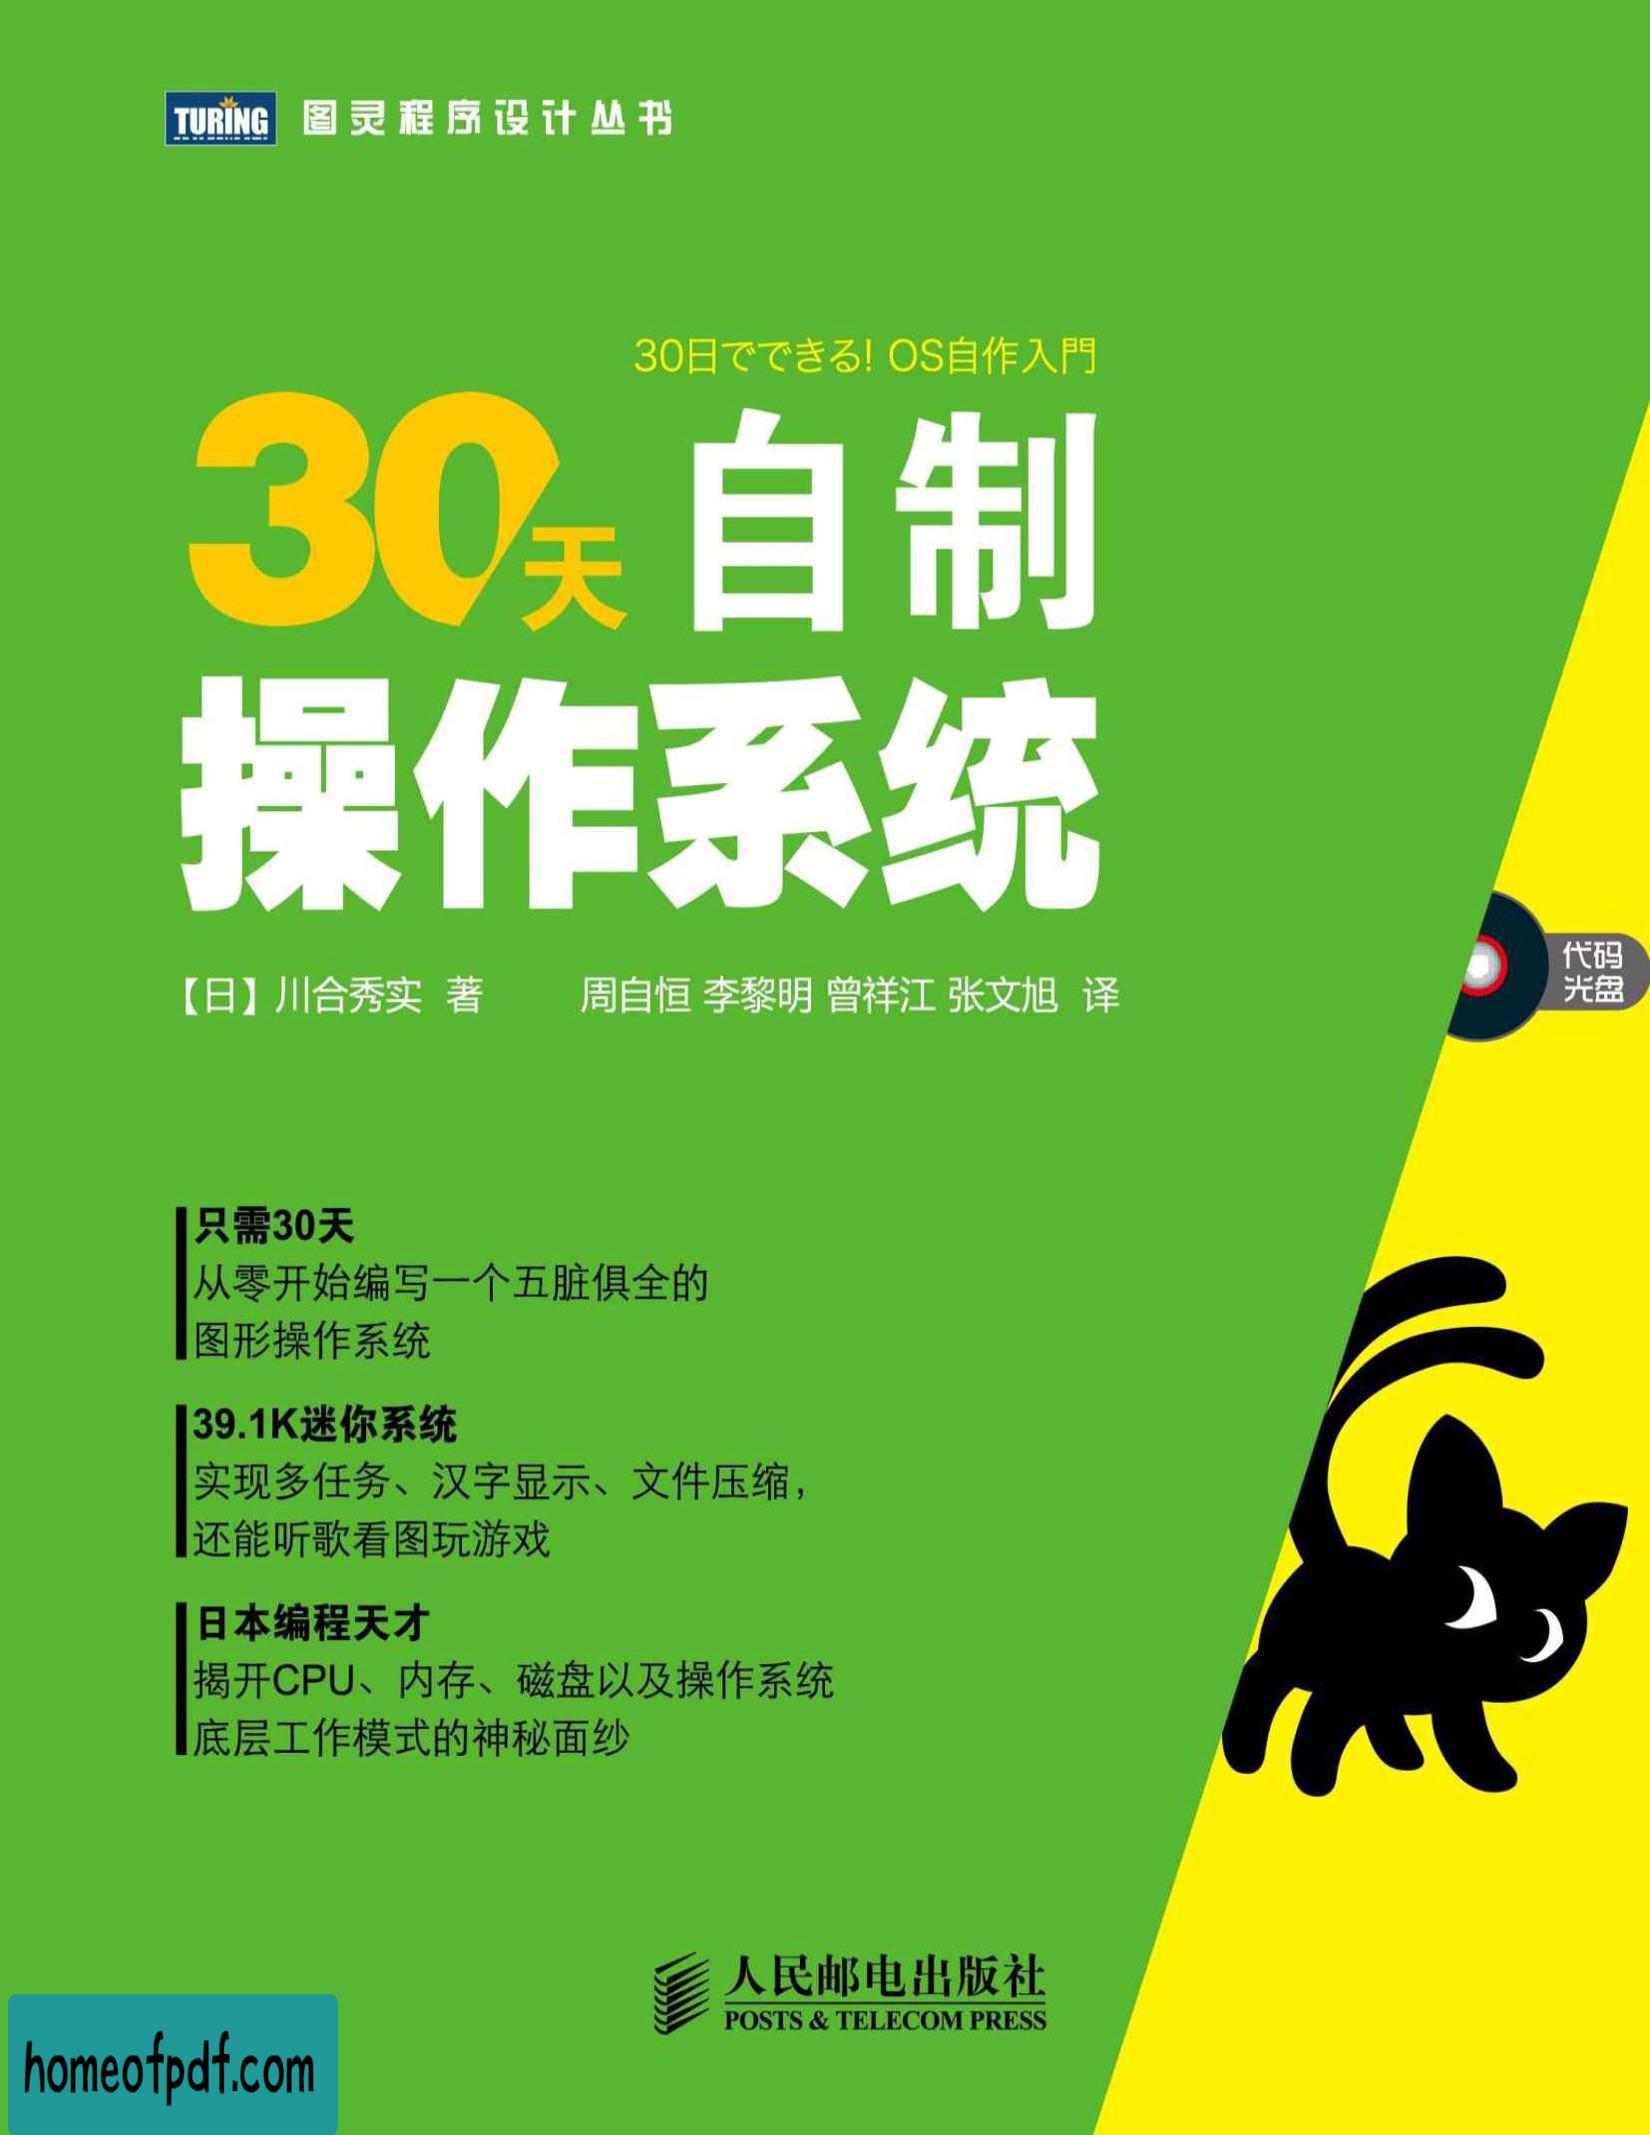 TURING 图灵程序设计丛书
30日でできる! OS自作入門
30天 自制
操作系统
【日】川合秀实 著 周自恒 李黎明 曾祥江 张文旭 译
代码
光盘
只需30天
从零开始编写一个五脏俱全的
图形操作系统
39.1K迷你系统
实现多任务、汉字显示、文件压缩，
还能听歌看图玩游戏
日本编程天才
揭开CPU、内存、磁盘以及操作系统
底层工作模式的神秘面纱
人民邮电出版社
POSTS & TELECOM PRESS
homeofpdf.com